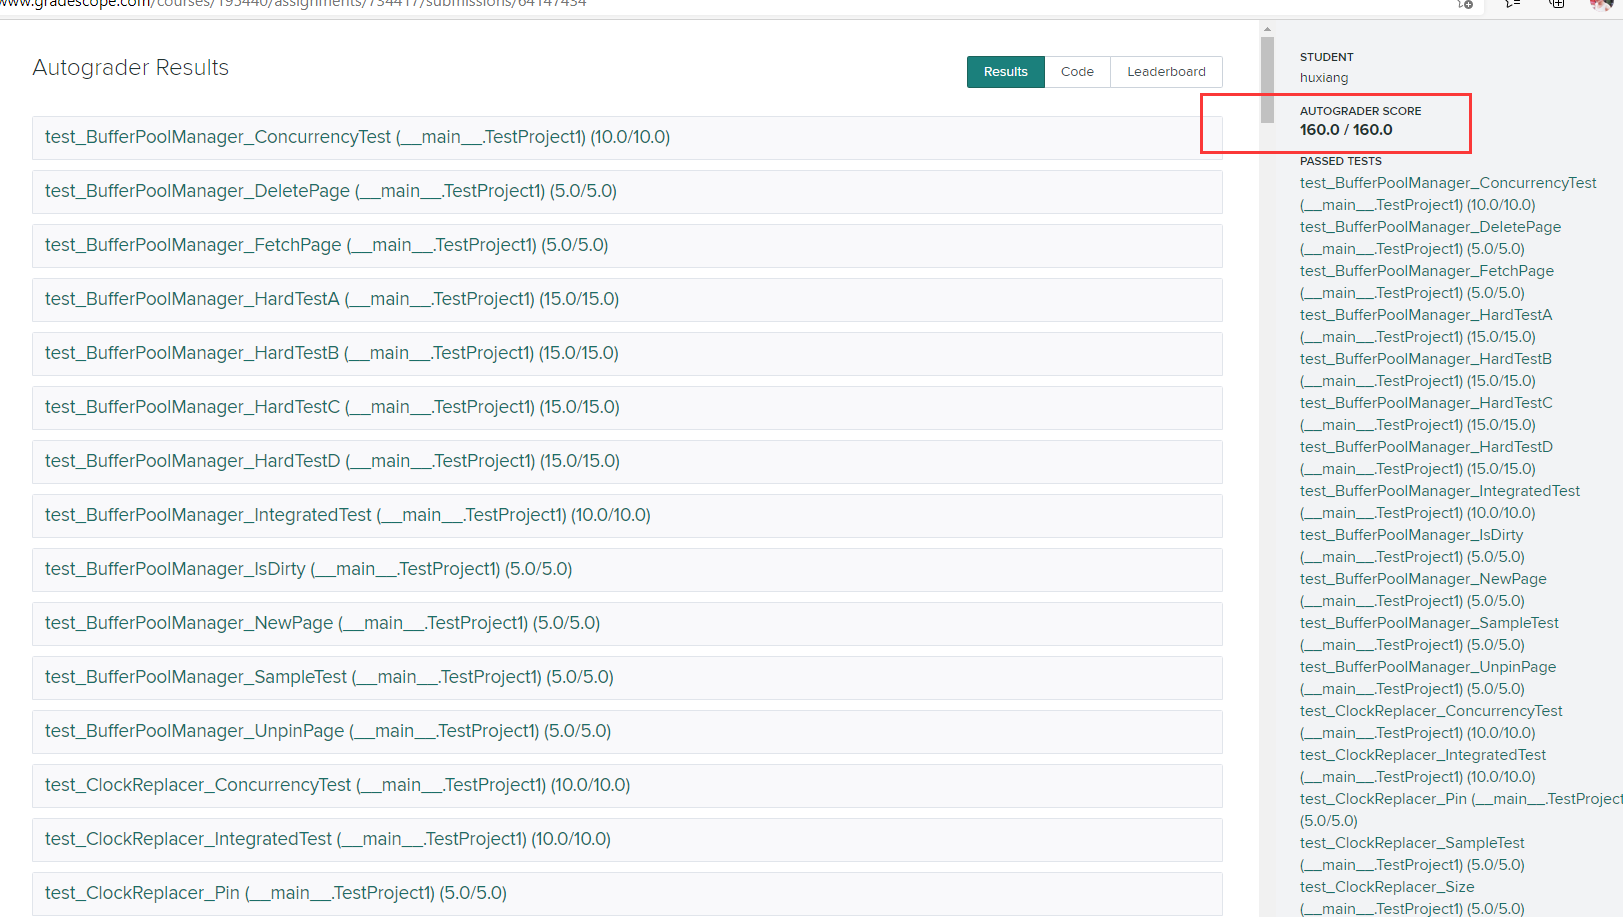 www.gradescope.com/courses/195440/assignments/734417/submissions/64147434
Autograder Results
Results
Code
Leaderboard
test_BufferPoolManager_ConcurrencyTest (__main__.TestProject1) (10.0/10.0)
test_BufferPoolManager_DeletePage (__main__.TestProject1) (5.0/5.0)
test_BufferPoolManager_FetchPage (__main__.TestProject1) (5.0/5.0)
test_BufferPoolManager_HardTestA (__main__.TestProject1) (15.0/15.0)
test_BufferPoolManager_HardTestB (__main__.TestProject1) (15.0/15.0)
test_BufferPoolManager_HardTestC (__main__.TestProject1) (15.0/15.0)
test_BufferPoolManager_HardTestD (__main__.TestProject1) (15.0/15.0)
test_BufferPoolManager_IntegratedTest (__main__.TestProject1) (10.0/10.0)
test_BufferPoolManager_IsDirty (__main__.TestProject1) (5.0/5.0)
test_BufferPoolManager_NewPage (__main__.TestProject1) (5.0/5.0)
test_BufferPoolManager_SampleTest (__main__.TestProject1) (5.0/5.0)
test_BufferPoolManager_UnpinPage (__main__.TestProject1) (5.0/5.0)
test_ClockReplacer_ConcurrencyTest (__main__.TestProject1) (10.0/10.0)
test_ClockReplacer_IntegratedTest (__main__.TestProject1) (10.0/10.0)
test_ClockReplacer_Pin (__main__.TestProject1) (5.0/5.0)
STUDENT
huxiang
AUTOGRADER SCORE
160.0 / 160.0
PASSED TESTS
test_BufferPoolManager_ConcurrencyTest
(__main__.TestProject1) (10.0/10.0)
test_BufferPoolManager_DeletePage
(__main__.TestProject1) (5.0/5.0)
test_BufferPoolManager_FetchPage
(__main__.TestProject1) (5.0/5.0)
test_BufferPoolManager_HardTestA
(__main__.TestProject1) (15.0/15.0)
test_BufferPoolManager_HardTestB
(__main__.TestProject1) (15.0/15.0)
test_BufferPoolManager_HardTestC
(__main__.TestProject1) (15.0/15.0)
test_BufferPoolManager_HardTestD
(__main__.TestProject1) (15.0/15.0)
test_BufferPoolManager_IntegratedTest
(__main__.TestProject1) (10.0/10.0)
test_BufferPoolManager_IsDirty
(__main__.TestProject1) (5.0/5.0)
test_BufferPoolManager_NewPage
(__main__.TestProject1) (5.0/5.0)
test_BufferPoolManager_SampleTest
(__main__.TestProject1) (5.0/5.0)
test_BufferPoolManager_UnpinPage
(__main__.TestProject1) (5.0/5.0)
test_ClockReplacer_ConcurrencyTest
(__main__.TestProject1) (10.0/10.0)
test_ClockReplacer_IntegratedTest
(__main__.TestProject1) (10.0/10.0)
test_ClockReplacer_Pin (__main__.TestProject
(5.0/5.0)
test_ClockReplacer_SampleTest
(__main__.TestProject1) (5.0/5.0)
test_ClockReplacer_Size
(__main__.TestProject1) (5.0/5.0)